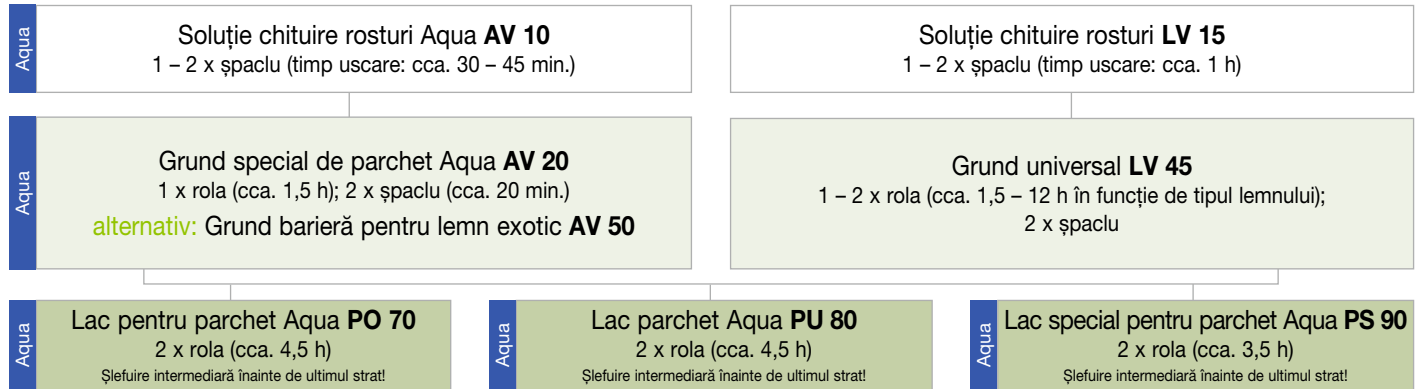 Aqua
Soluție chituire rosturi Aqua AV 10
1 – 2 x șpaclu (timp uscare: cca. 30 – 45 min.)
Soluție chituire rosturi LV 15
1 – 2 x șpaclu (timp uscare: cca. 1 h)
Aqua
Grund special de parchet Aqua AV 20
1 x rola (cca. 1,5 h); 2 x șpaclu (cca. 20 min.)
alternativ: Grund barieră pentru lemn exotic AV 50
Grund universal LV 45
1 – 2 x rola (cca. 1,5 – 12 h în funcție de tipul lemnului);
2 x șpaclu
Aqua
Lac pentru parchet Aqua PO 70
2 x rola (cca. 4,5 h)
Șlefuire intermediară înainte de ultimul strat!
Aqua
Lac parchet Aqua PU 80
2 x rola (cca. 4,5 h)
Șlefuire intermediară înainte de ultimul strat!
Aqua
Lac special pentru parchet Aqua PS 90
2 x rola (cca. 3,5 h)
Șlefuire intermediară înainte de ultimul strat!